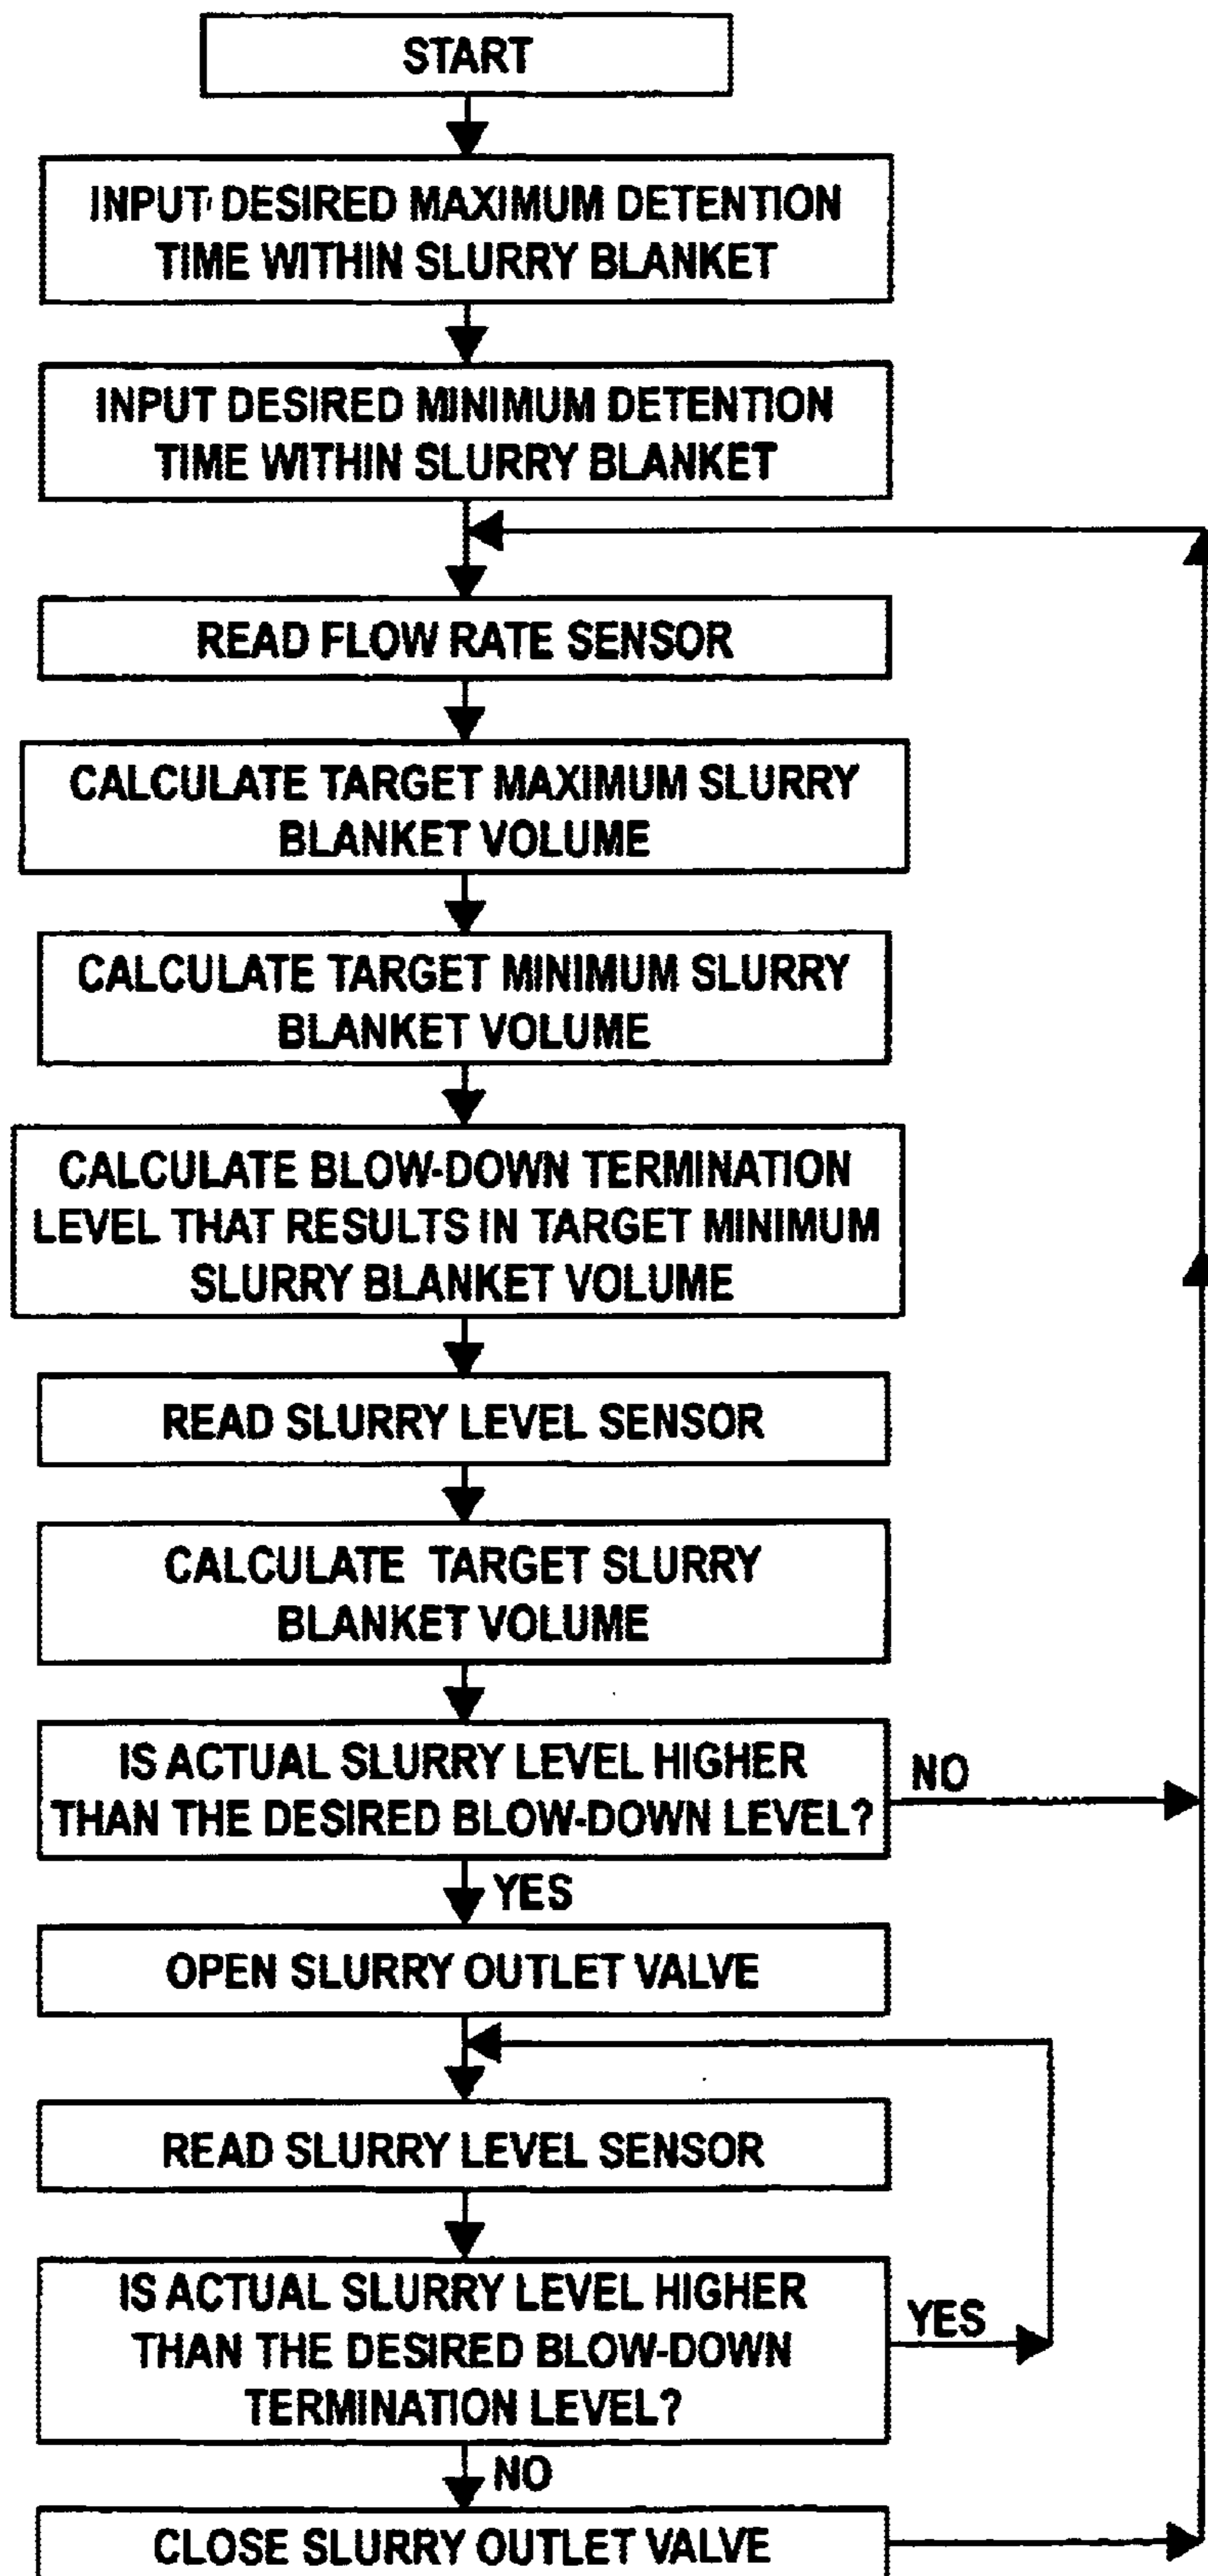 START
INPUT DESIRED MAXIMUM DETENTION
TIME WITHIN SLURRY BLANKET
INPUT DESIRED MINIMUM DETENTION
TIME WITHIN SLURRY BLANKET
READ FLOW RATE SENSOR
CALCULATE TARGET MAXIMUM SLURRY
BLANKET VOLUME
CALCULATE TARGET MINIMUM SLURRY
BLANKET VOLUME
CALCULATE BLOW-DOWN TERMINATION
LEVEL THAT RESULTS IN TARGET MINIMUM
SLURRY BLANKET VOLUME
READ SLURRY LEVEL SENSOR
CALCULATE TARGET SLURRY
BLANKET VOLUME
IS ACTUAL SLURRY LEVEL HIGHER
THAN THE DESIRED BLOW-DOWN LEVEL?
NO
YES
OPEN SLURRY OUTLET VALVE
READ SLURRY LEVEL SENSOR
IS ACTUAL SLURRY LEVEL HIGHER
THAN THE DESIRED BLOW-DOWN
TERMINATION LEVEL?
YES
NO
CLOSE SLURRY OUTLET VALVE